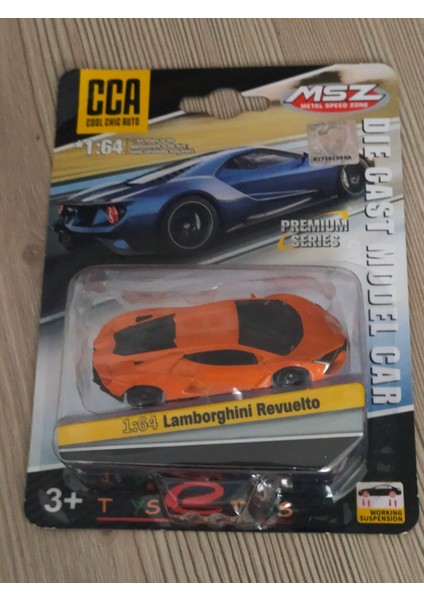 CCA
COOL CHIC AUTO
MSZ
METAL SPEED ZONE
1:64
PREMIUM
SERIES
DIE CAST MODEL CAR
1:64 Lamborghini Revuelto
3+
WORKING
SUSPENSION